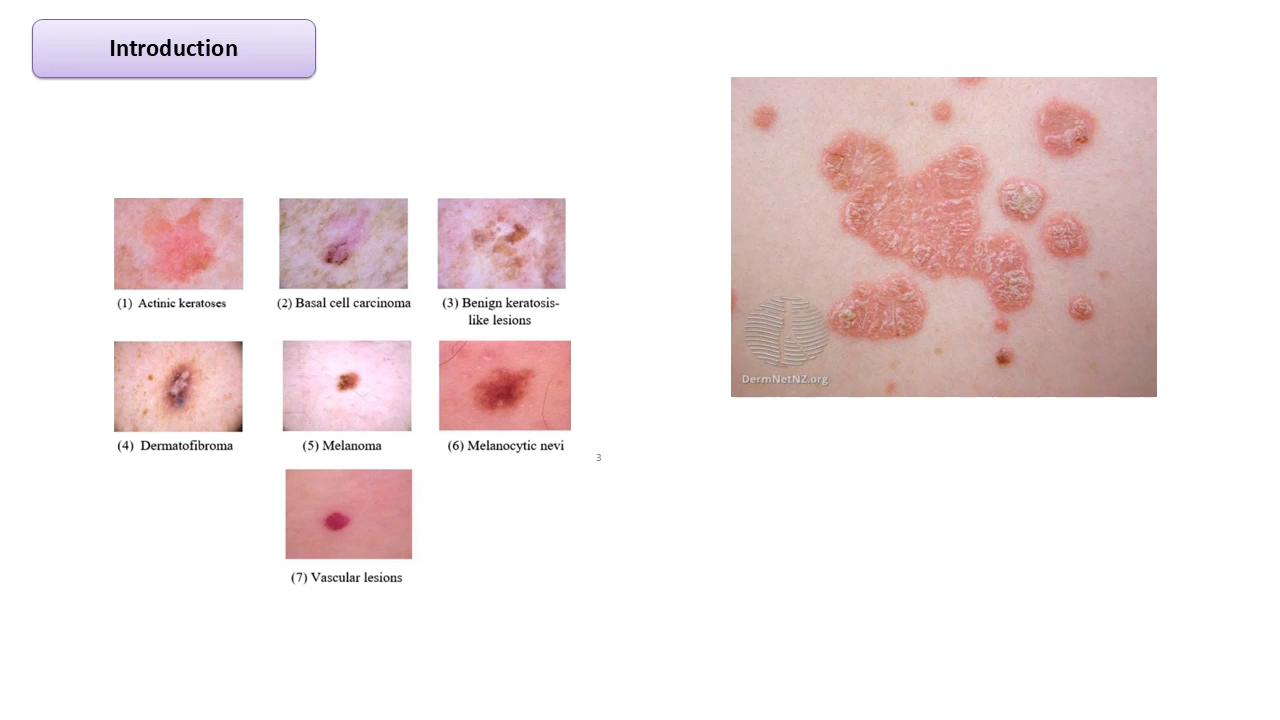 Introduction
(1) Actinic keratoses
(2) Basal cell carcinoma
(3) Benign keratosis-
like lesions
(4) Dermatofibroma
(5) Melanoma
(6) Melanocytic nevi
3
(7) Vascular lesions
DermNetNZ.org